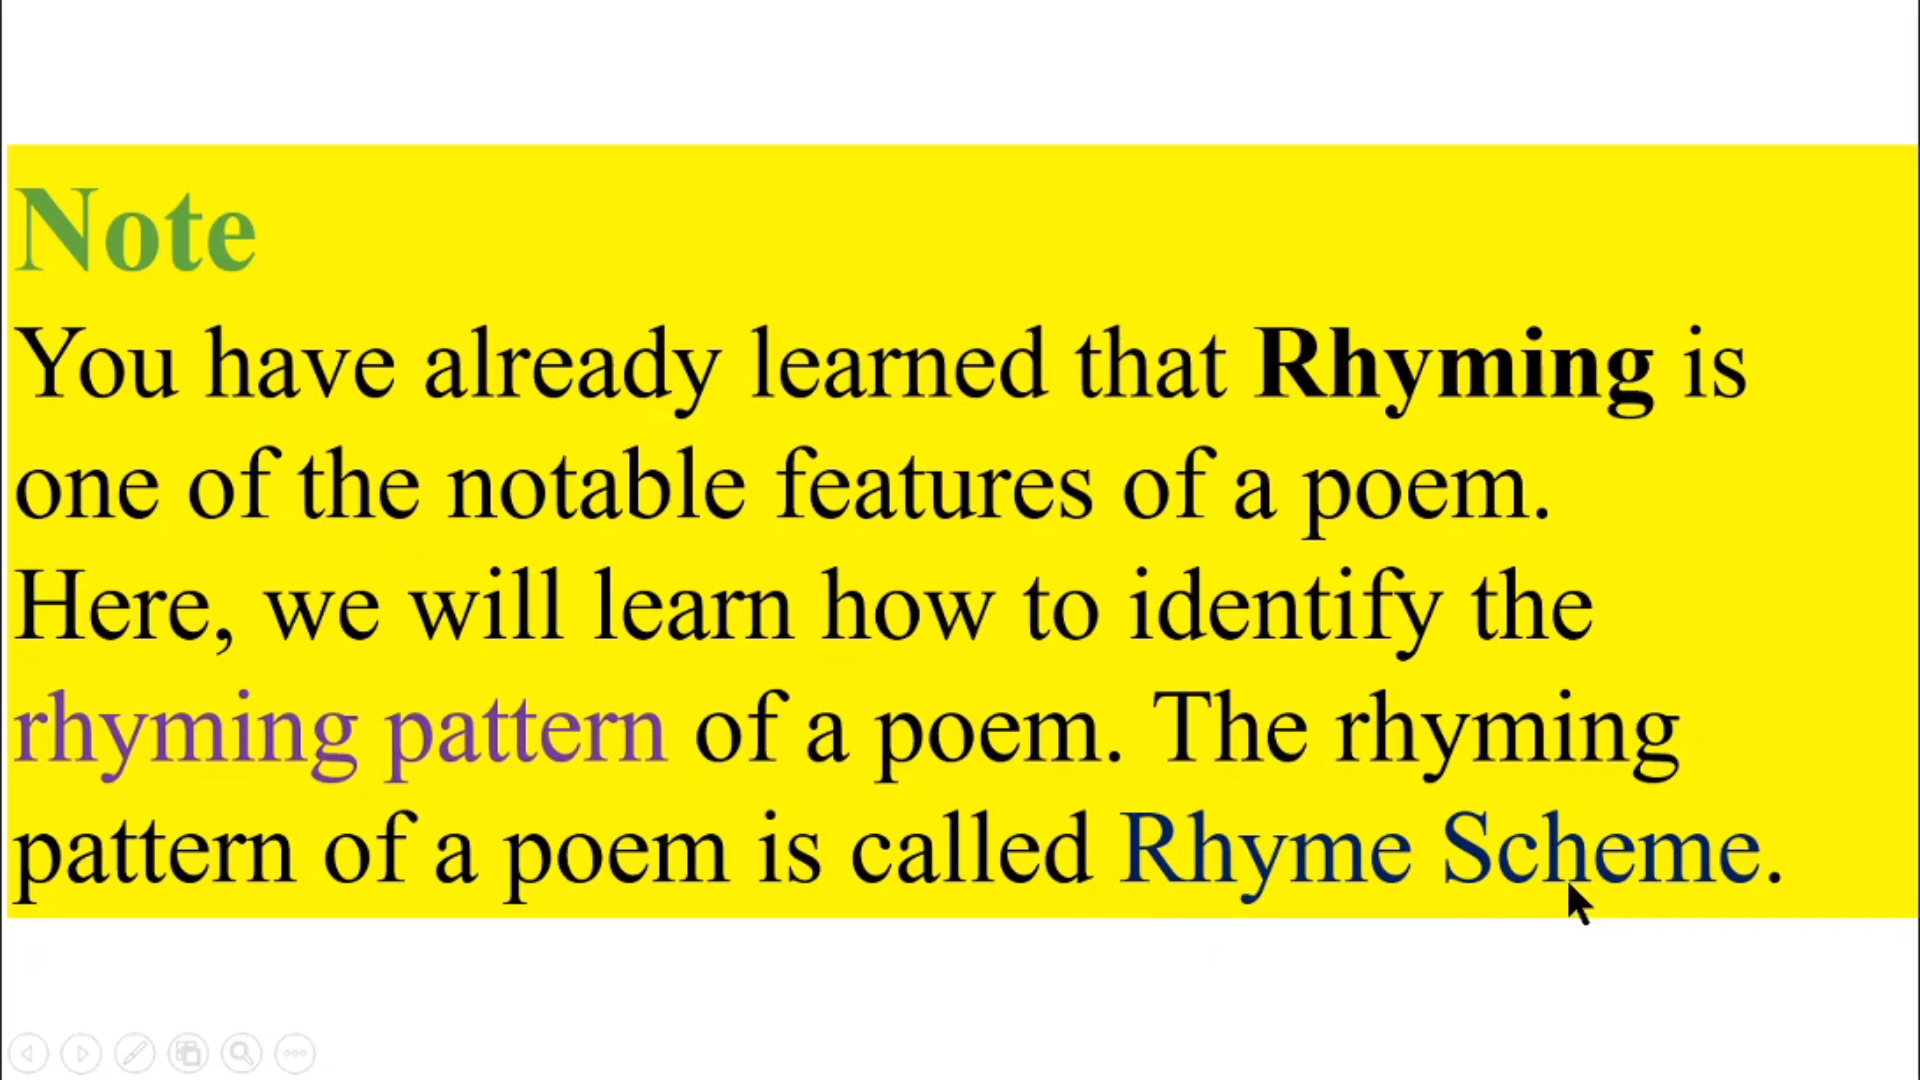 Note
You have already learned that Rhyming is
one of the notable features of a poem.
Here, we will learn how to identify the
rhyming pattern of a poem. The rhyming
pattern of a poem is called Rhyme Scheme.